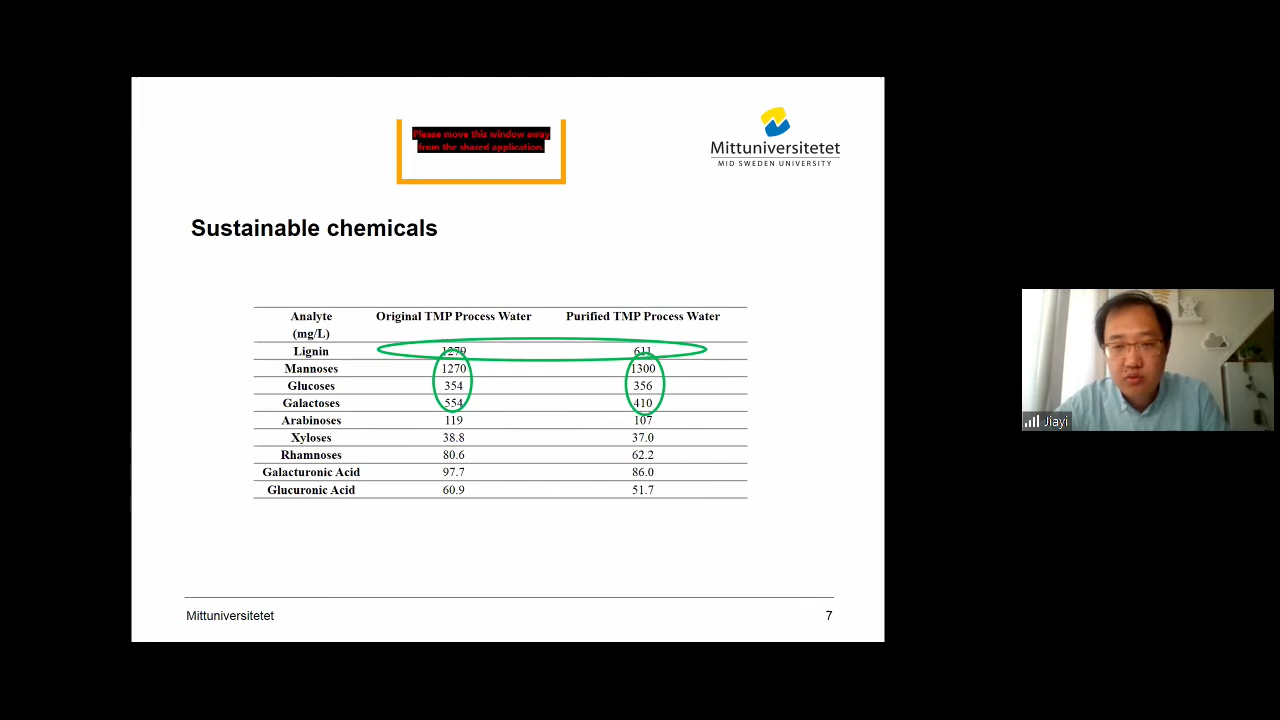 Please move this window away
from the shared application.
Mittuniversitetet
MID SWEDEN UNIVERSITY
Sustainable chemicals
Analyte (mg/L) Original TMP Process Water Purified TMP Process Water
Lignin 1279 611
Mannoses 1270 1300
Glucoses 354 356
Galactoses 554 410
Arabinoses 119 107
Xyloses 38.8 37.0
Rhamnoses 80.6 62.2
Galacturonic Acid 97.7 86.0
Glucuronic Acid 60.9 51.7
Jiayi
Mittuniversitetet 7